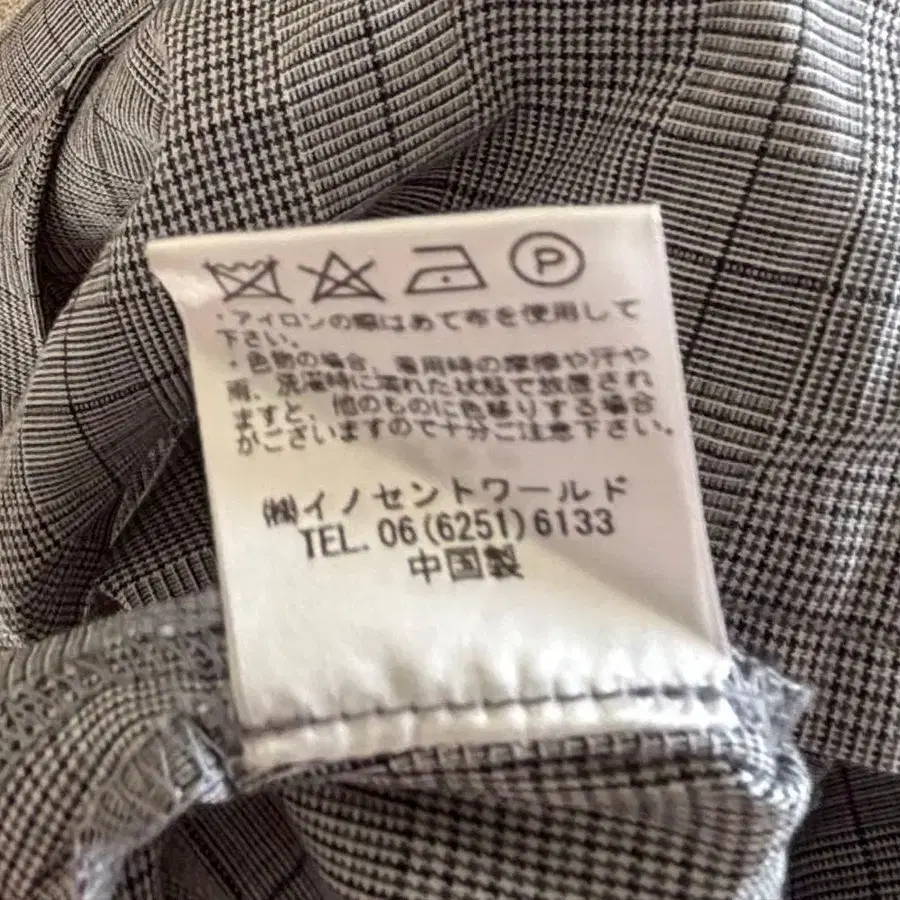 P
・アイロンの際はあて布を使用して
下さい。
・色物の場合、着用時の摩擦や汗や
雨、洗濯時に濡れた状態で放置され
ますと、他のものに色移りする場合
がございますので十分ご注意下さい。
㈱イノセントワールド
TEL. 06(6251)6133
中国製